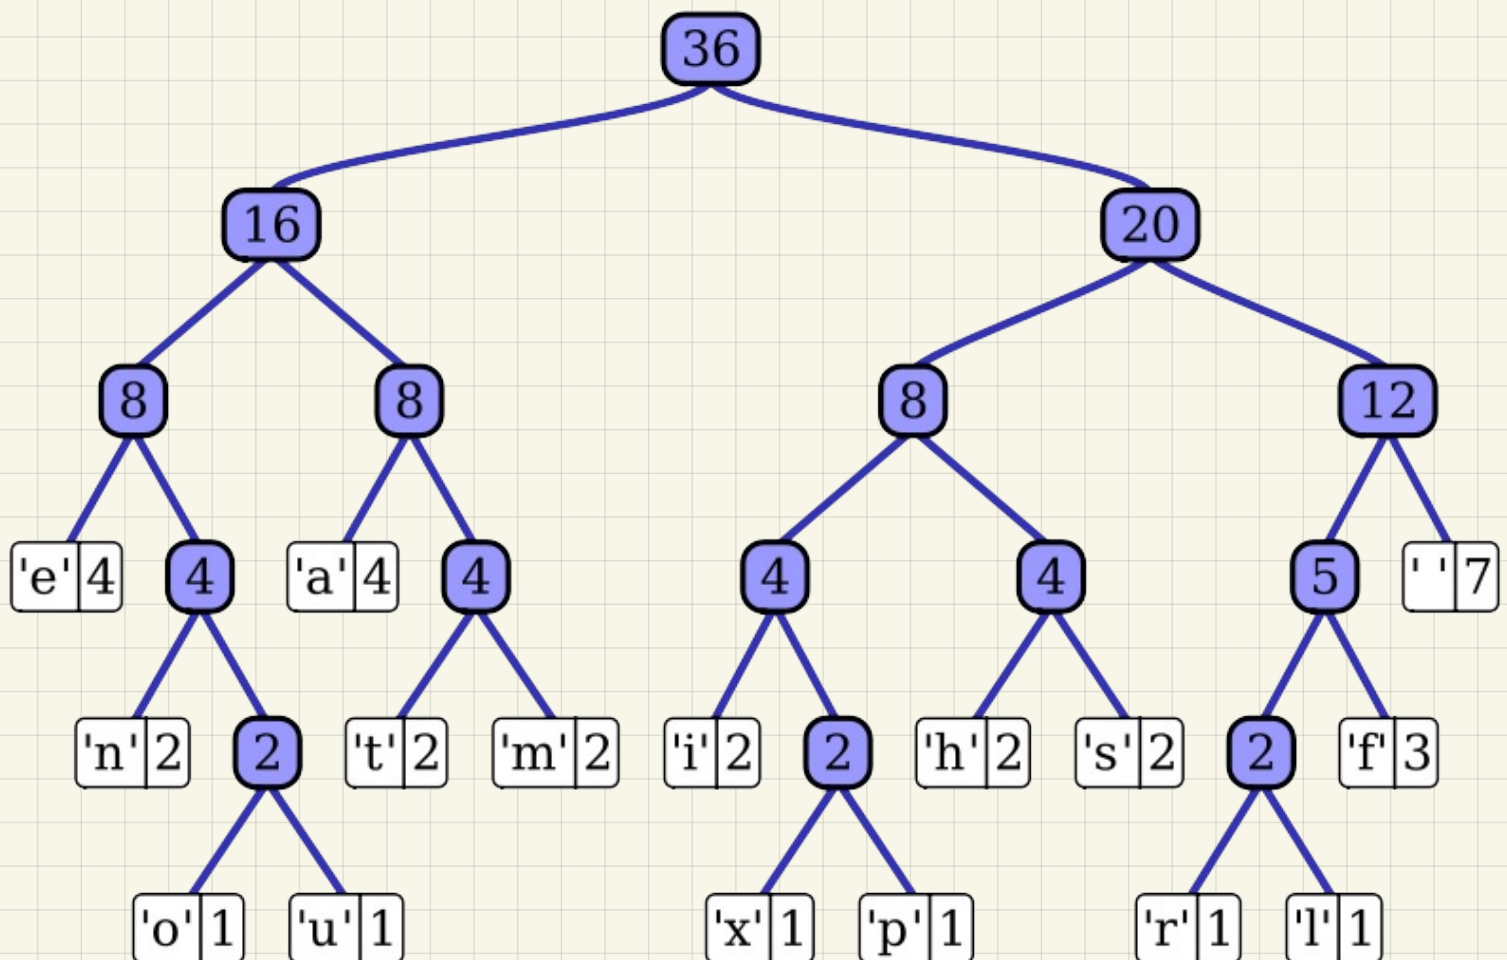 36
16 20
8 8 8 12
'e' 4 4 'a' 4 4 4 4 5 ' ' 7
'n' 2 2 't' 2 'm' 2 'i' 2 2 'h' 2 's' 2 2 'f' 3
'o' 1 'u' 1 'x' 1 'p' 1 'r' 1 'l' 1